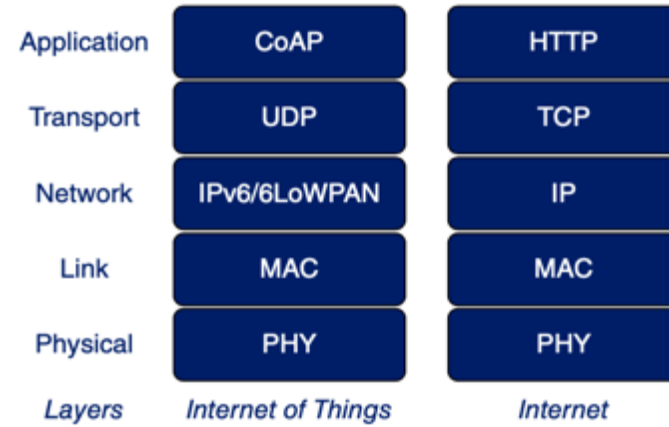 Application CoAP HTTP
Transport UDP TCP
Network IPv6/6LoWPAN IP
Link MAC MAC
Physical PHY PHY
Layers Internet of Things Internet